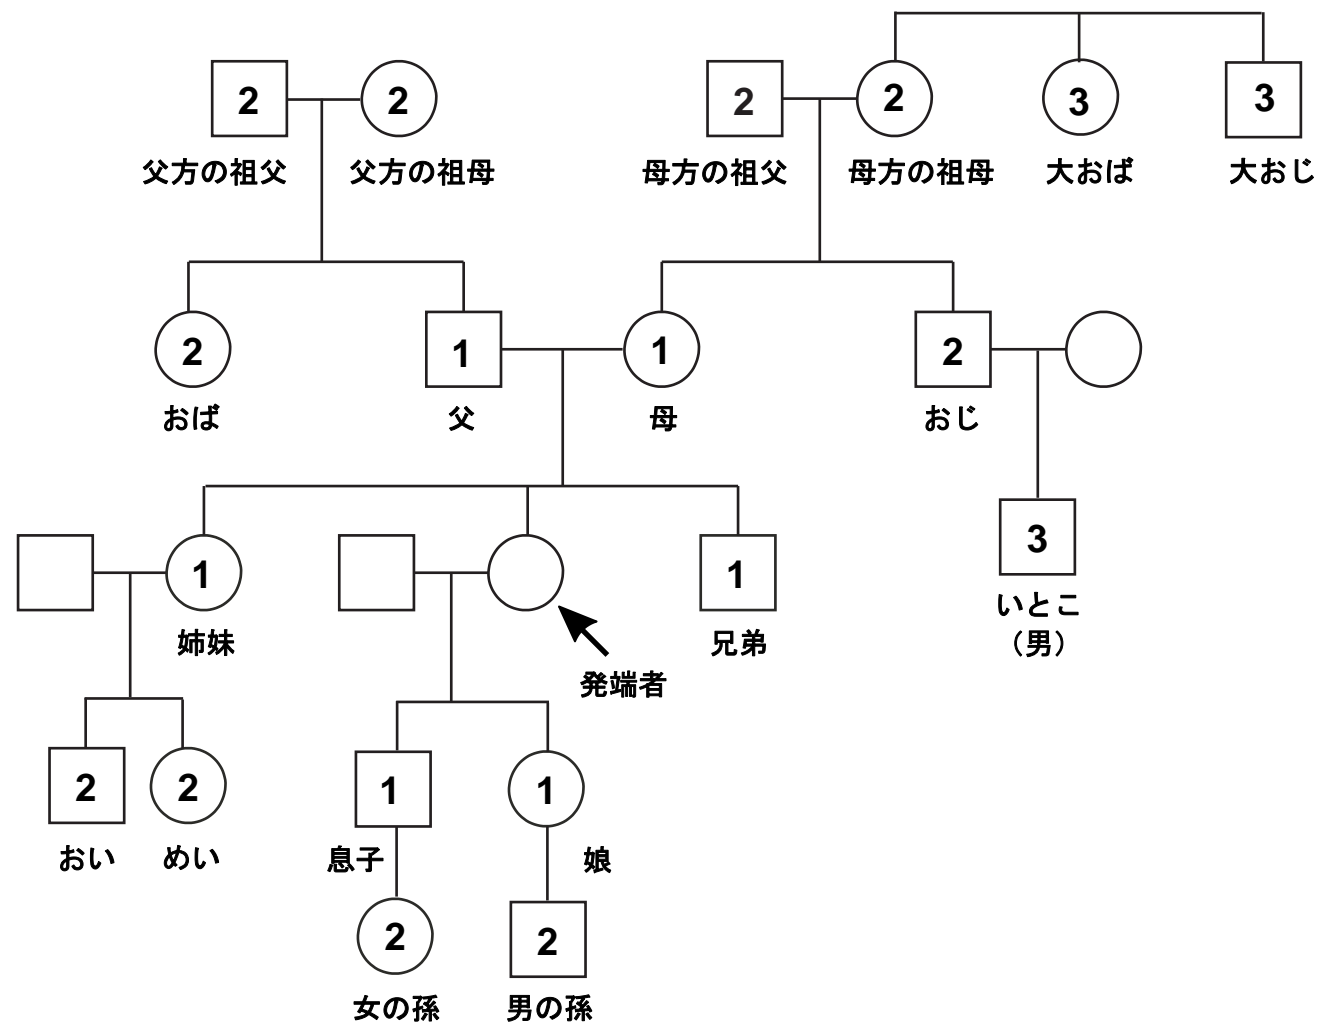 2
2
2
2
3
3
父方の祖父
父方の祖母
母方の祖父
母方の祖母
大おば
大おじ
2
1
1
2
おば
父
母
おじ
3
いとこ
（男）
1
1
姉妹
兄弟
発端者
2
2
1
1
おい
めい
息子
娘
2
2
女の孫
男の孫